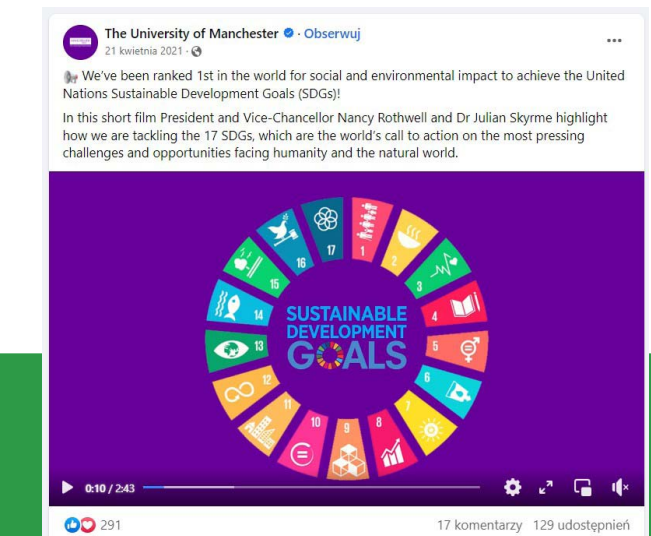 The University of Manchester · Obserwuj
21 kwietnia 2021 ·
We've been ranked 1st in the world for social and environmental impact to achieve the United
Nations Sustainable Development Goals (SDGs)!
In this short film President and Vice-Chancellor Nancy Rothwell and Dr Julian Skyrme highlight
how we are tackling the 17 SDGs, which are the world's call to action on the most pressing
challenges and opportunities facing humanity and the natural world.
1
2
3
4
5
6
7
8
9
10
11
12
13
14
15
16
17
SUSTAINABLE
DEVELOPMENT
GOALS
0:10 / 2:43
291
17 komentarzy 129 udostępnień